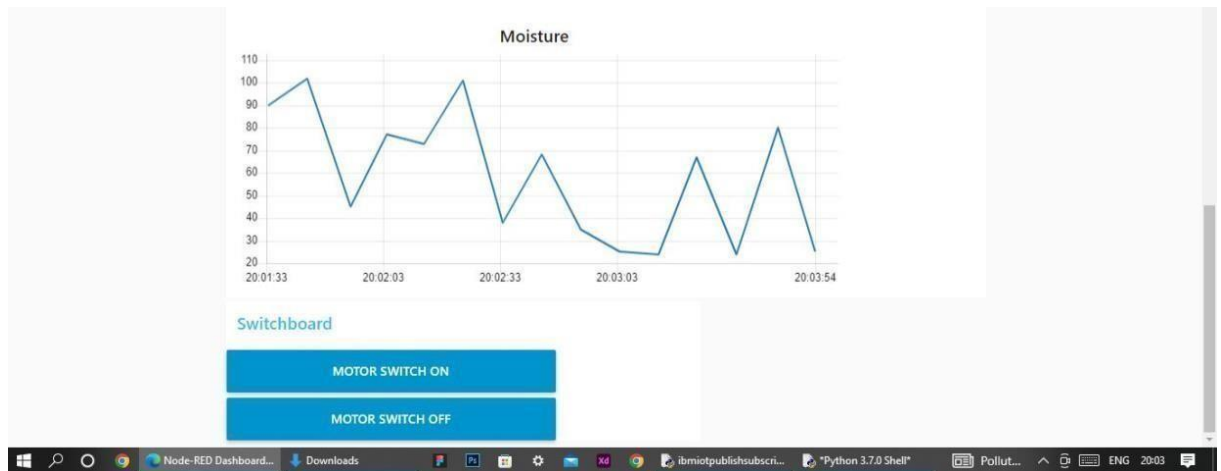 Moisture
110
100
90
80
70
60
50
40
30
20
20:01:33 20:02:03 20:02:33 20:03:03 20:03:54
Switchboard
MOTOR SWITCH ON
MOTOR SWITCH OFF
Node-RED Dashboard... Downloads Ps Xd ibmiotpublishsubscri... *Python 3.7.0 Shell* Pollut... ENG 20:03